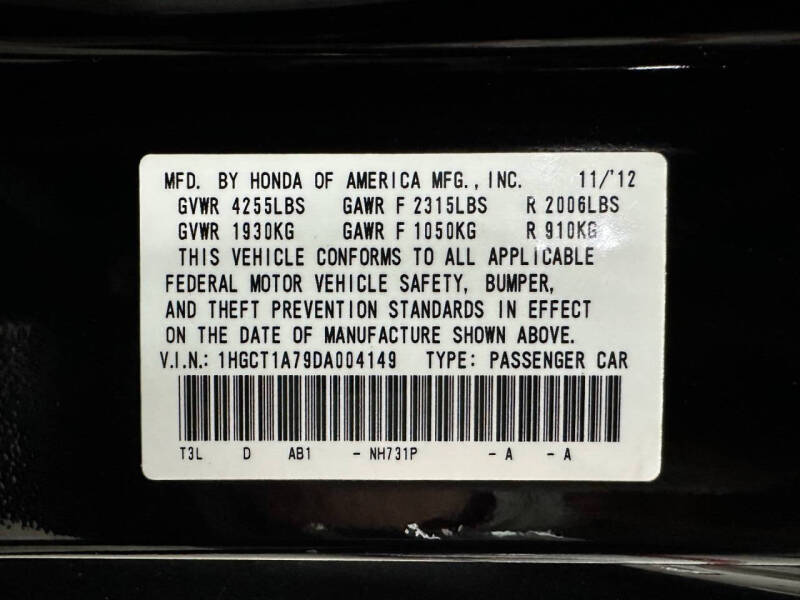 MFD. BY HONDA OF AMERICA MFG., INC. 11/'12
GVWR 4255LBS GAWR F 2315LBS R 2006LBS
GVWR 1930KG GAWR F 1050KG R 910KG
THIS VEHICLE CONFORMS TO ALL APPLICABLE
FEDERAL MOTOR VEHICLE SAFETY, BUMPER,
AND THEFT PREVENTION STANDARDS IN EFFECT
ON THE DATE OF MANUFACTURE SHOWN ABOVE.
V.I.N.: 1HGCT1A79DA004149 TYPE: PASSENGER CAR
T3L D AB1 - NH731P - A - A